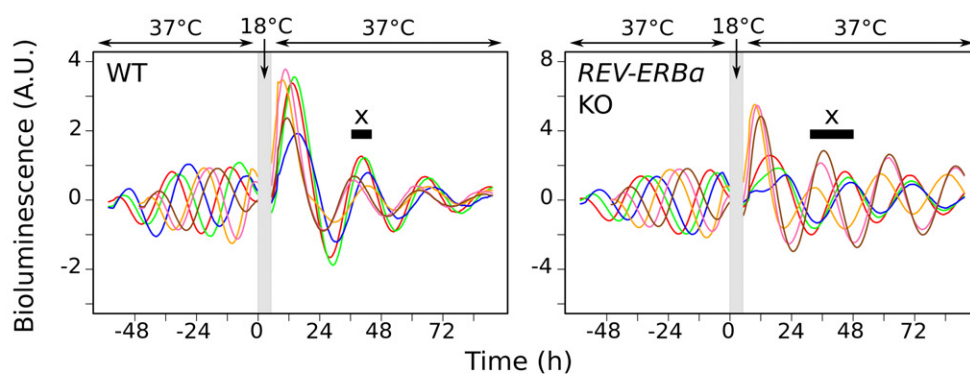 37°C 18°C 37°C 37°C 18°C 37°C
Bioluminescence (A.U.)
4
2
0
-2
WT
x
8
4
0
-4
REV-ERBα
KO
x
-48 -24 0 24 48 72
-48 -24 0 24 48 72
Time (h)